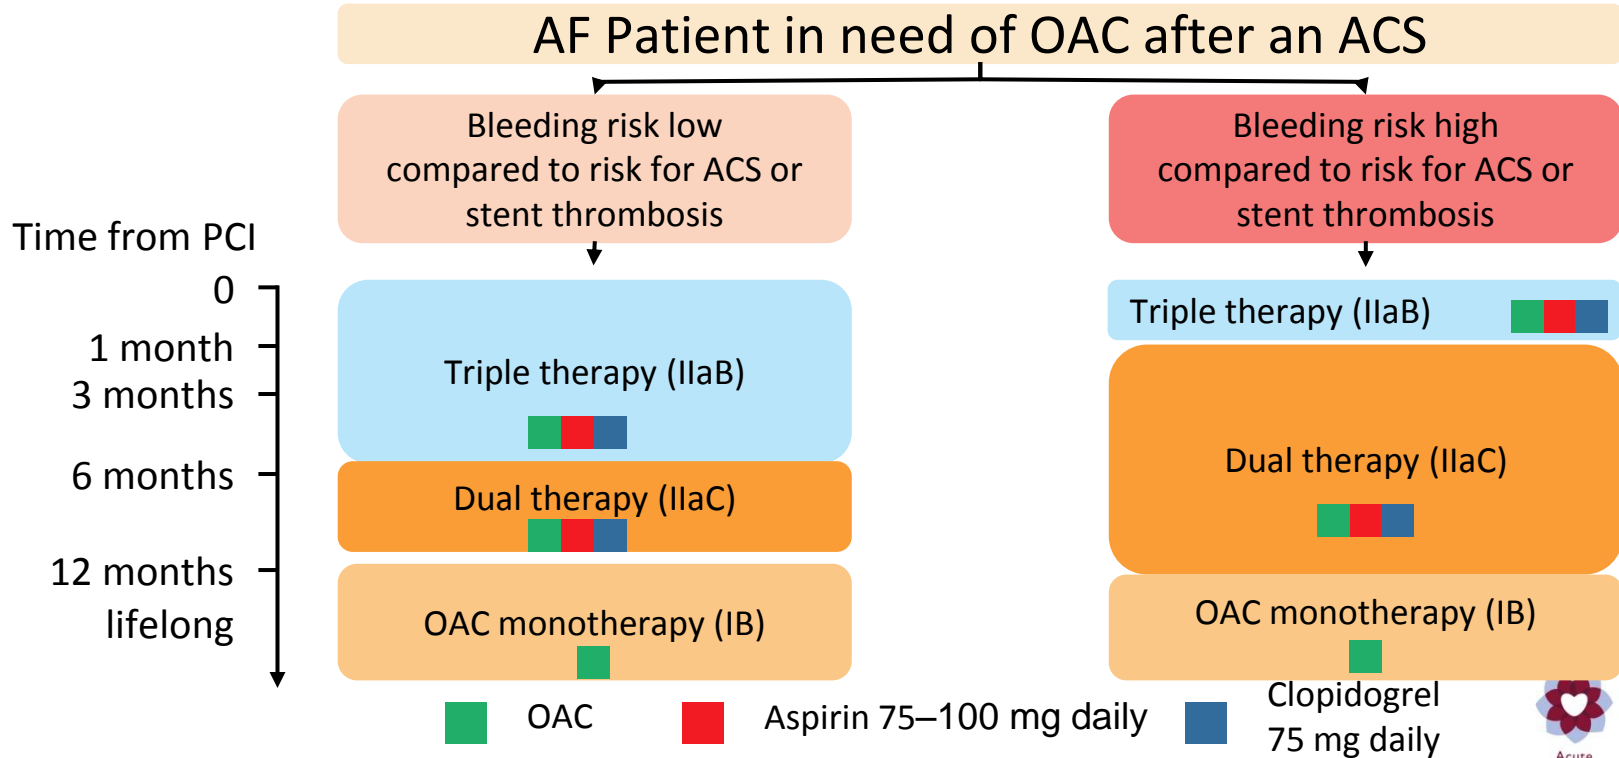 AF Patient in need of OAC after an ACS
Bleeding risk low
compared to risk for ACS or
stent thrombosis
Bleeding risk high
compared to risk for ACS or
stent thrombosis
Time from PCI
0
1 month
3 months
6 months
12 months
lifelong
Triple therapy (IIaB)
Dual therapy (IIaC)
OAC monotherapy (IB)
Triple therapy (IIaB)
Dual therapy (IIaC)
OAC monotherapy (IB)
OAC
Aspirin 75–100 mg daily
Clopidogrel
75 mg daily
Acute